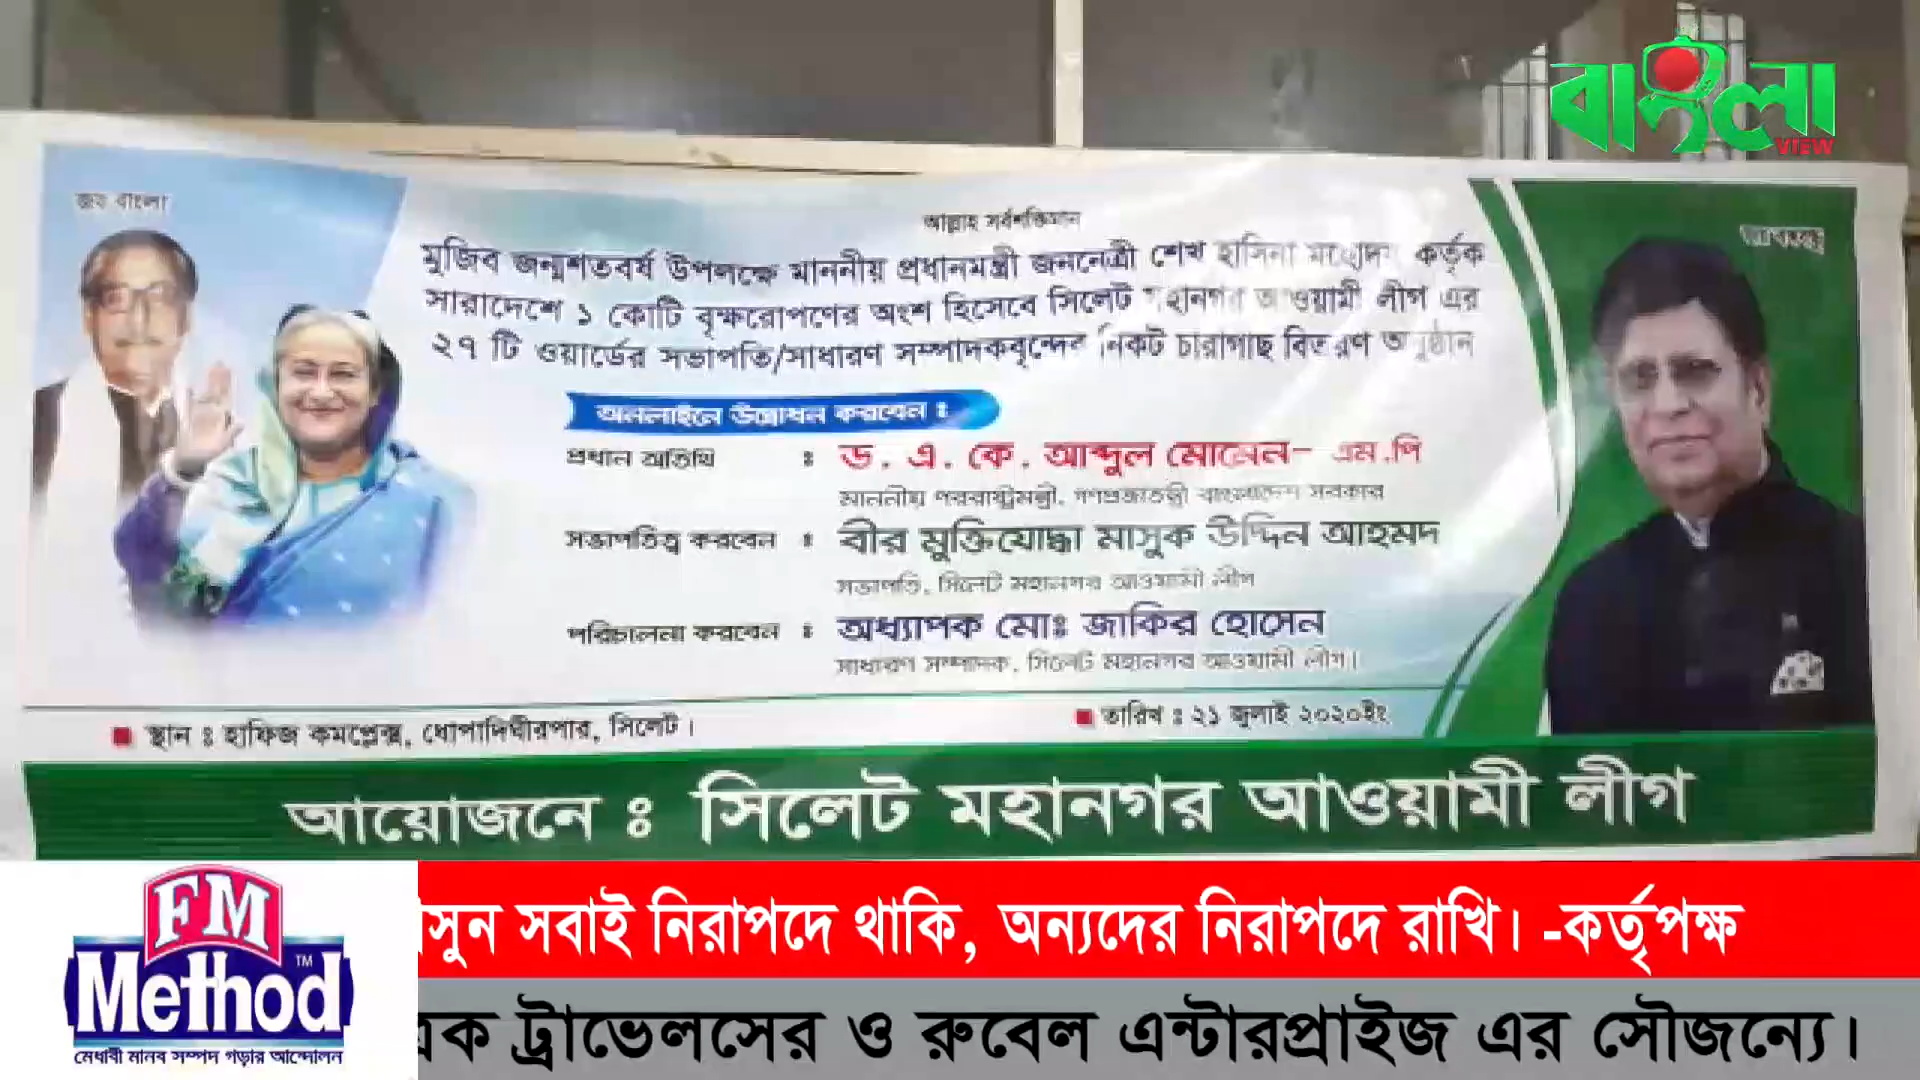 বাংলা
VIEW
জয় বাংলা
আল্লাহ সর্বশক্তিমান
জয় বঙ্গবন্ধু
মুজিব জন্মশতবর্ষ উপলক্ষে মাননীয় প্রধানমন্ত্রী জননেত্রী শেখ হাসিনা মহোদয় কর্তৃক
সারাদেশে ১ কোটি বৃক্ষরোপণের অংশ হিসেবে সিলেট মহানগর আওয়ামী লীগ এর
২৭ টি ওয়ার্ডের সভাপতি/সাধারণ সম্পাদকবৃন্দের নিকট চারাগাছ বিতরণ অনুষ্ঠান
অনলাইনে উদ্বোধন করবেন ঃ
প্রধান অতিথি ঃ ড. এ. কে. আব্দুল মোমেন- এম.পি
মাননীয় পররাষ্ট্রমন্ত্রী, গণপ্রজাতন্ত্রী বাংলাদেশ সরকার
সভাপতিত্ব করবেন ঃ বীর মুক্তিযোদ্ধা মাসুক উদ্দিন আহমদ
সভাপতি, সিলেট মহানগর আওয়ামী লীগ
পরিচালনা করবেন ঃ অধ্যাপক মোঃ জাকির হোসেন
সাধারণ সম্পাদক, সিলেট মহানগর আওয়ামী লীগ।
স্থান ঃ হাফিজ কমপ্লেক্স, ধোপাদিঘীরপার, সিলেট।
তারিখ ঃ ২১ জুলাই ২০২০ইং
আয়োজনে ঃ সিলেট মহানগর আওয়ামী লীগ
FM
Method™
মেধাবী মানব সম্পদ গড়ার আন্দোলন
সবাই নিরাপদে থাকি, অন্যদের নিরাপদে রাখি। -কর্তৃপক্ষ
ট্রাভেলসের ও রুবেল এন্টারপ্রাইজ এর সৌজন্যে।